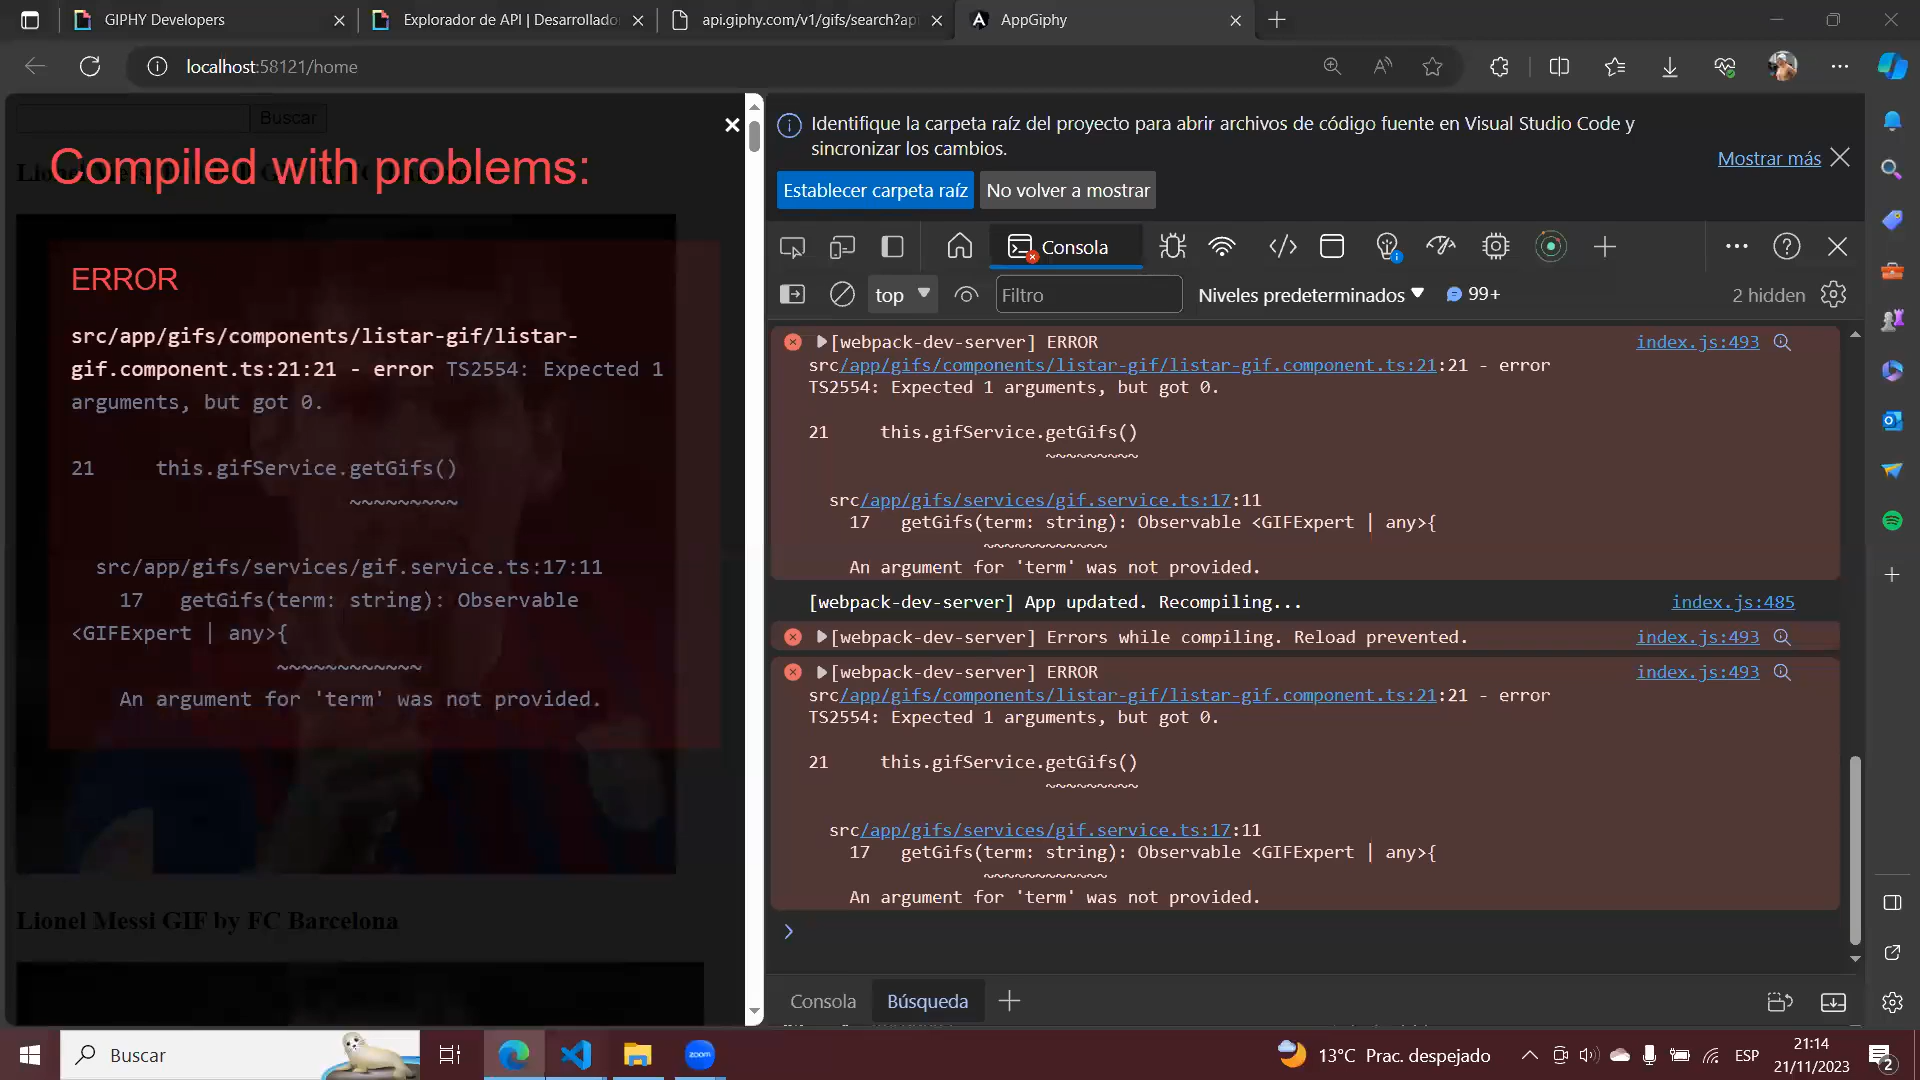 GIPHY Developers
Explorador de API | Desarrollado
api.giphy.com/v1/gifs/search?api
AppGiphy
localhost:58121/home
Buscar
Compiled with problems:
ERROR
src/app/gifs/components/listar-gif/listar-
gif.component.ts:21:21 - error TS2554: Expected 1
arguments, but got 0.
21     this.gifService.getGifs()
~~~~~~~~~
src/app/gifs/services/gif.service.ts:17:11
17   getGifs(term: string): Observable
<GIFExpert | any>{
~~~~~~~~~~~~
An argument for 'term' was not provided.
Lionel Messi GIF by FC Barcelona
Identifique la carpeta raíz del proyecto para abrir archivos de código fuente en Visual Studio Code y
sincronizar los cambios.
Mostrar más
Establecer carpeta raíz
No volver a mostrar
Consola
top
Filtro
Niveles predeterminados
99+
2 hidden
[webpack-dev-server] ERROR
index.js:493
src/app/gifs/components/listar-gif/listar-gif.component.ts:21:21 - error
TS2554: Expected 1 arguments, but got 0.
21     this.gifService.getGifs()
~~~~~~~~~
src/app/gifs/services/gif.service.ts:17:11
17   getGifs(term: string): Observable <GIFExpert | any>{
~~~~~~~~~~~~
An argument for 'term' was not provided.
[webpack-dev-server] App updated. Recompiling...
index.js:485
[webpack-dev-server] Errors while compiling. Reload prevented.
index.js:493
[webpack-dev-server] ERROR
index.js:493
src/app/gifs/components/listar-gif/listar-gif.component.ts:21:21 - error
TS2554: Expected 1 arguments, but got 0.
21     this.gifService.getGifs()
~~~~~~~~~
src/app/gifs/services/gif.service.ts:17:11
17   getGifs(term: string): Observable <GIFExpert | any>{
~~~~~~~~~~~~
An argument for 'term' was not provided.
Consola
Búsqueda
Buscar
zoom
13°C Prac. despejado
ESP
21:14
21/11/2023
2